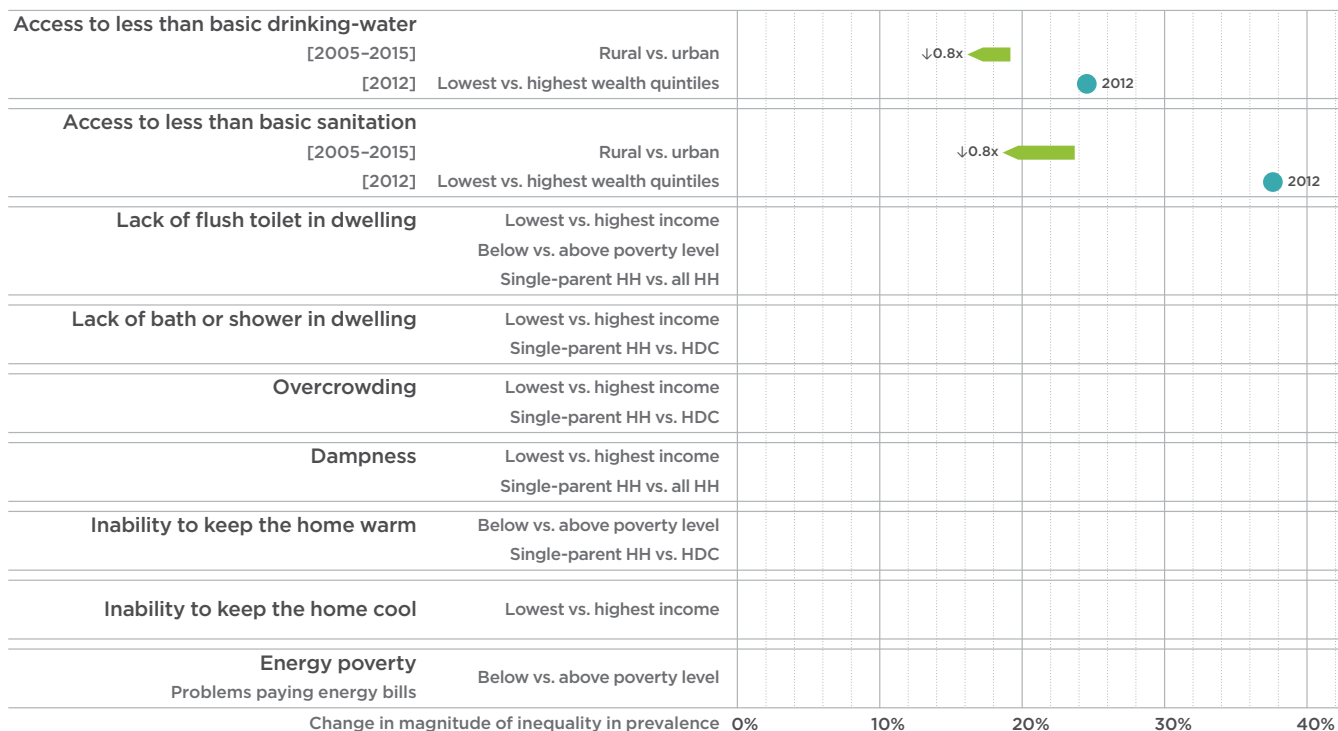 Access to less than basic drinking-water
[2005–2015] Rural vs. urban ↓0.8x
[2012] Lowest vs. highest wealth quintiles 2012
Access to less than basic sanitation
[2005–2015] Rural vs. urban ↓0.8x
[2012] Lowest vs. highest wealth quintiles 2012
Lack of flush toilet in dwelling Lowest vs. highest income
Below vs. above poverty level
Single-parent HH vs. all HH
Lack of bath or shower in dwelling Lowest vs. highest income
Single-parent HH vs. HDC
Overcrowding Lowest vs. highest income
Single-parent HH vs. HDC
Dampness Lowest vs. highest income
Single-parent HH vs. all HH
Inability to keep the home warm Below vs. above poverty level
Single-parent HH vs. HDC
Inability to keep the home cool Lowest vs. highest income
Energy poverty
Below vs. above poverty level
Problems paying energy bills
Change in magnitude of inequality in prevalence 0% 10% 20% 30% 40%